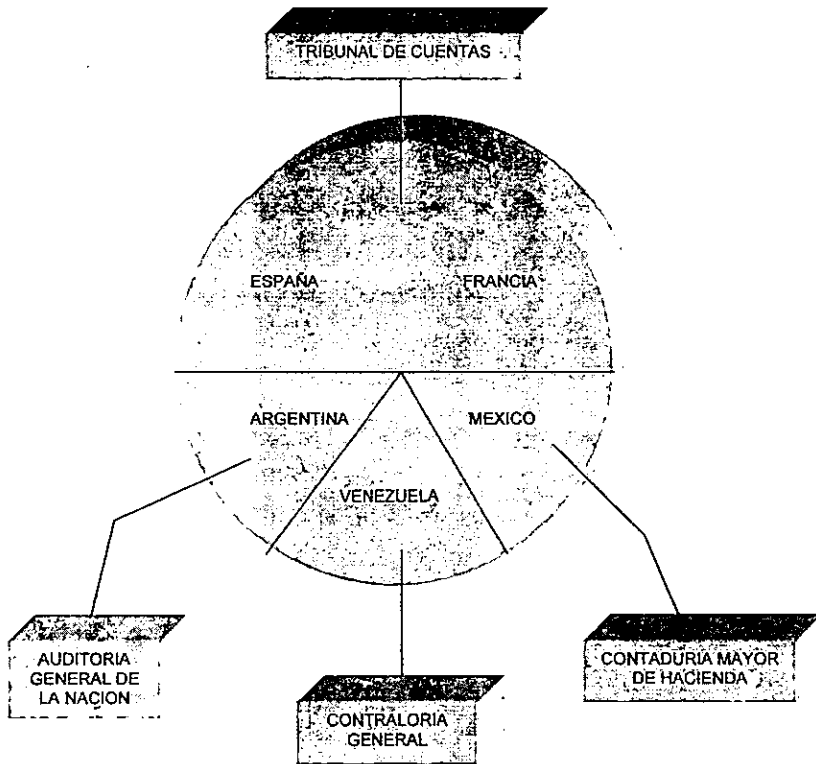 TRIBUNAL DE CUENTAS
ESPAÑA FRANCIA
ARGENTINA MEXICO
VENEZUELA
AUDITORIA
GENERAL DE
LA NACION
CONTRALORIA
GENERAL
CONTADURIA MAYOR
DE HACIENDA